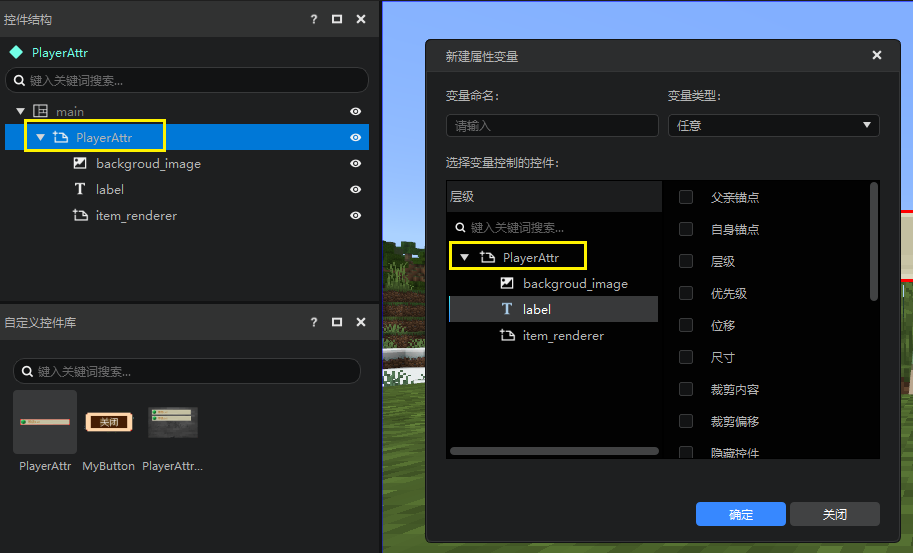 控件结构
PlayerAttr
键入关键词搜索...
main
PlayerAttr
backgroud_image
label
item_renderer
自定义控件库
键入关键词搜索...
关闭
PlayerAttr
MyButton
PlayerAttr...
新建属性变量
变量命名:
变量类型:
请输入
任意
选择变量控制的控件:
层级
键入关键词搜索...
PlayerAttr
backgroud_image
label
item_renderer
父亲锚点
自身锚点
层级
优先级
位移
尺寸
裁剪内容
裁剪偏移
隐藏控件
确定
关闭